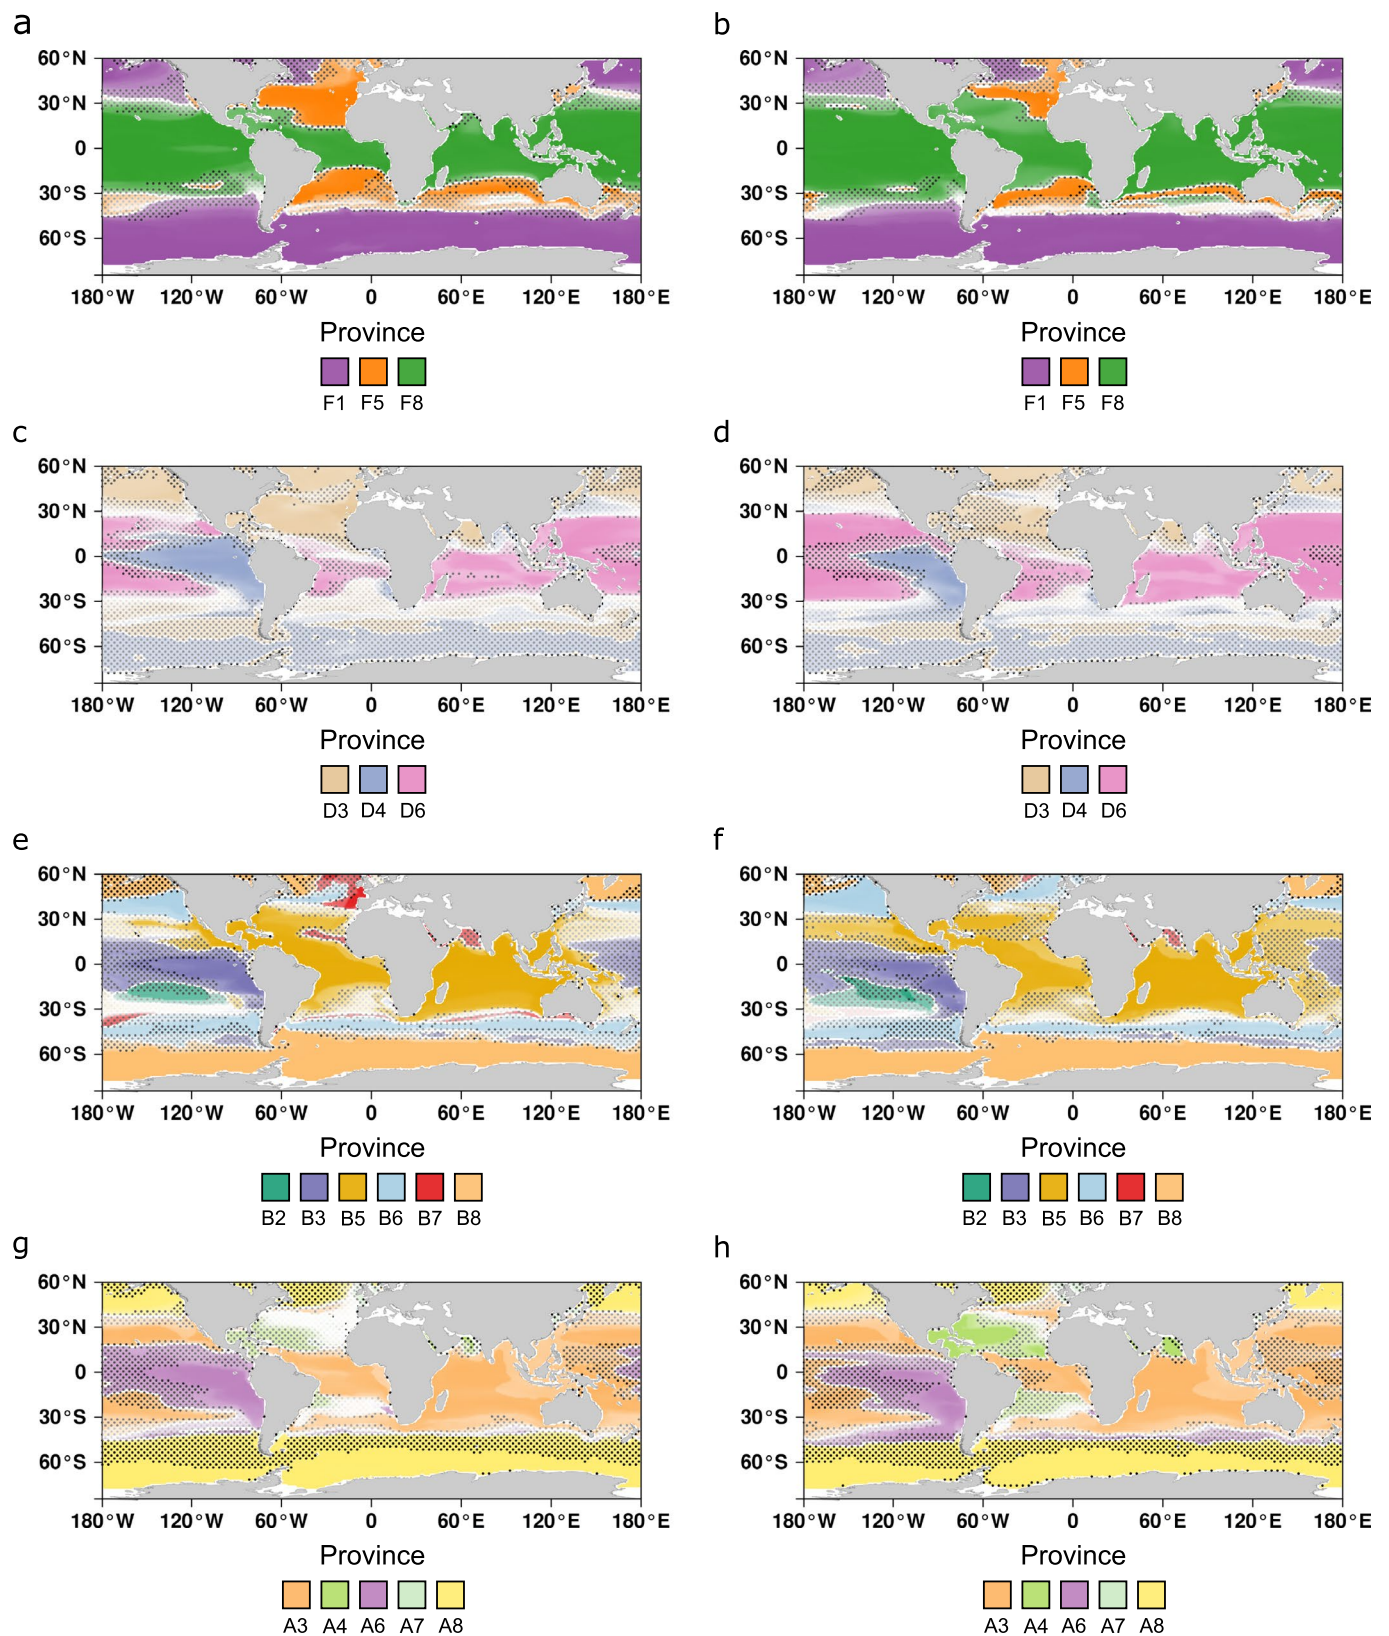 a b
60°N 60°N
30°N 30°N
0 0
30°S 30°S
60°S 60°S
180°W 120°W 60°W 0 60°E 120°E 180°E 180°W 120°W 60°W 0 60°E 120°E 180°E
Province Province
F1 F5 F8 F1 F5 F8
c d
60°N 60°N
30°N 30°N
0 0
30°S 30°S
60°S 60°S
180°W 120°W 60°W 0 60°E 120°E 180°E 180°W 120°W 60°W 0 60°E 120°E 180°E
Province Province
D3 D4 D6 D3 D4 D6
e f
60°N 60°N
30°N 30°N
0 0
30°S 30°S
60°S 60°S
180°W 120°W 60°W 0 60°E 120°E 180°E 180°W 120°W 60°W 0 60°E 120°E 180°E
Province Province
B2 B3 B5 B6 B7 B8 B2 B3 B5 B6 B7 B8
g h
60°N 60°N
30°N 30°N
0 0
30°S 30°S
60°S 60°S
180°W 120°W 60°W 0 60°E 120°E 180°E 180°W 120°W 60°W 0 60°E 120°E 180°E
Province Province
A3 A4 A6 A7 A8 A3 A4 A6 A7 A8